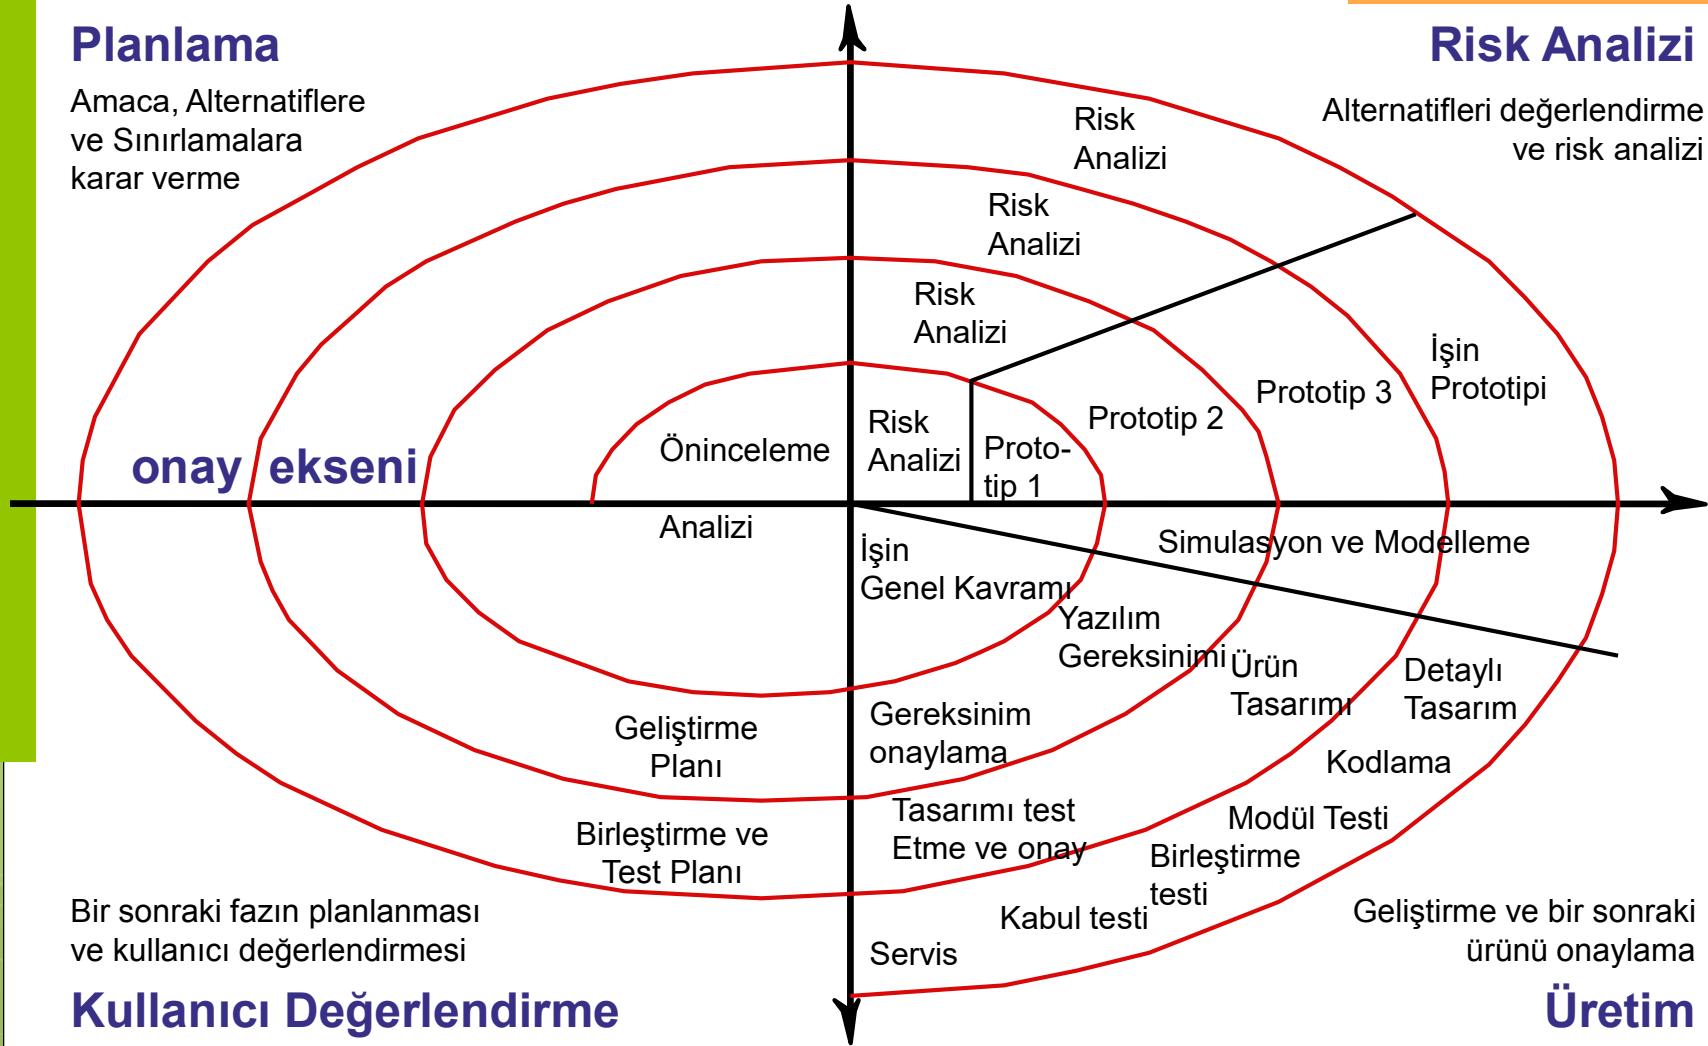 Planlama
Amaca, Alternatiflere
ve Sınırlamalara
karar verme
Risk Analizi
Alternatifleri değerlendirme
ve risk analizi
Risk
Analizi
Risk
Analizi
Risk
Analizi
Risk
Analizi
Proto-
tip 1
Prototip 2
Prototip 3
İşin
Prototipi
onay ekseni
Öninceleme
Analizi
İşin
Genel Kavramı
Simulasyon ve Modelleme
Yazılım
Gereksinimi
Ürün
Tasarımı
Detaylı
Tasarım
Geliştirme
Planı
Gereksinim
onaylama
Kodlama
Birleştirme ve
Test Planı
Tasarımı test
Etme ve onay
Modül Testi
Birleştirme
testi
Kabul testi
Servis
Bir sonraki fazın planlanması
ve kullanıcı değerlendirmesi
Kullanıcı Değerlendirme
Geliştirme ve bir sonraki
ürünü onaylama
Üretim